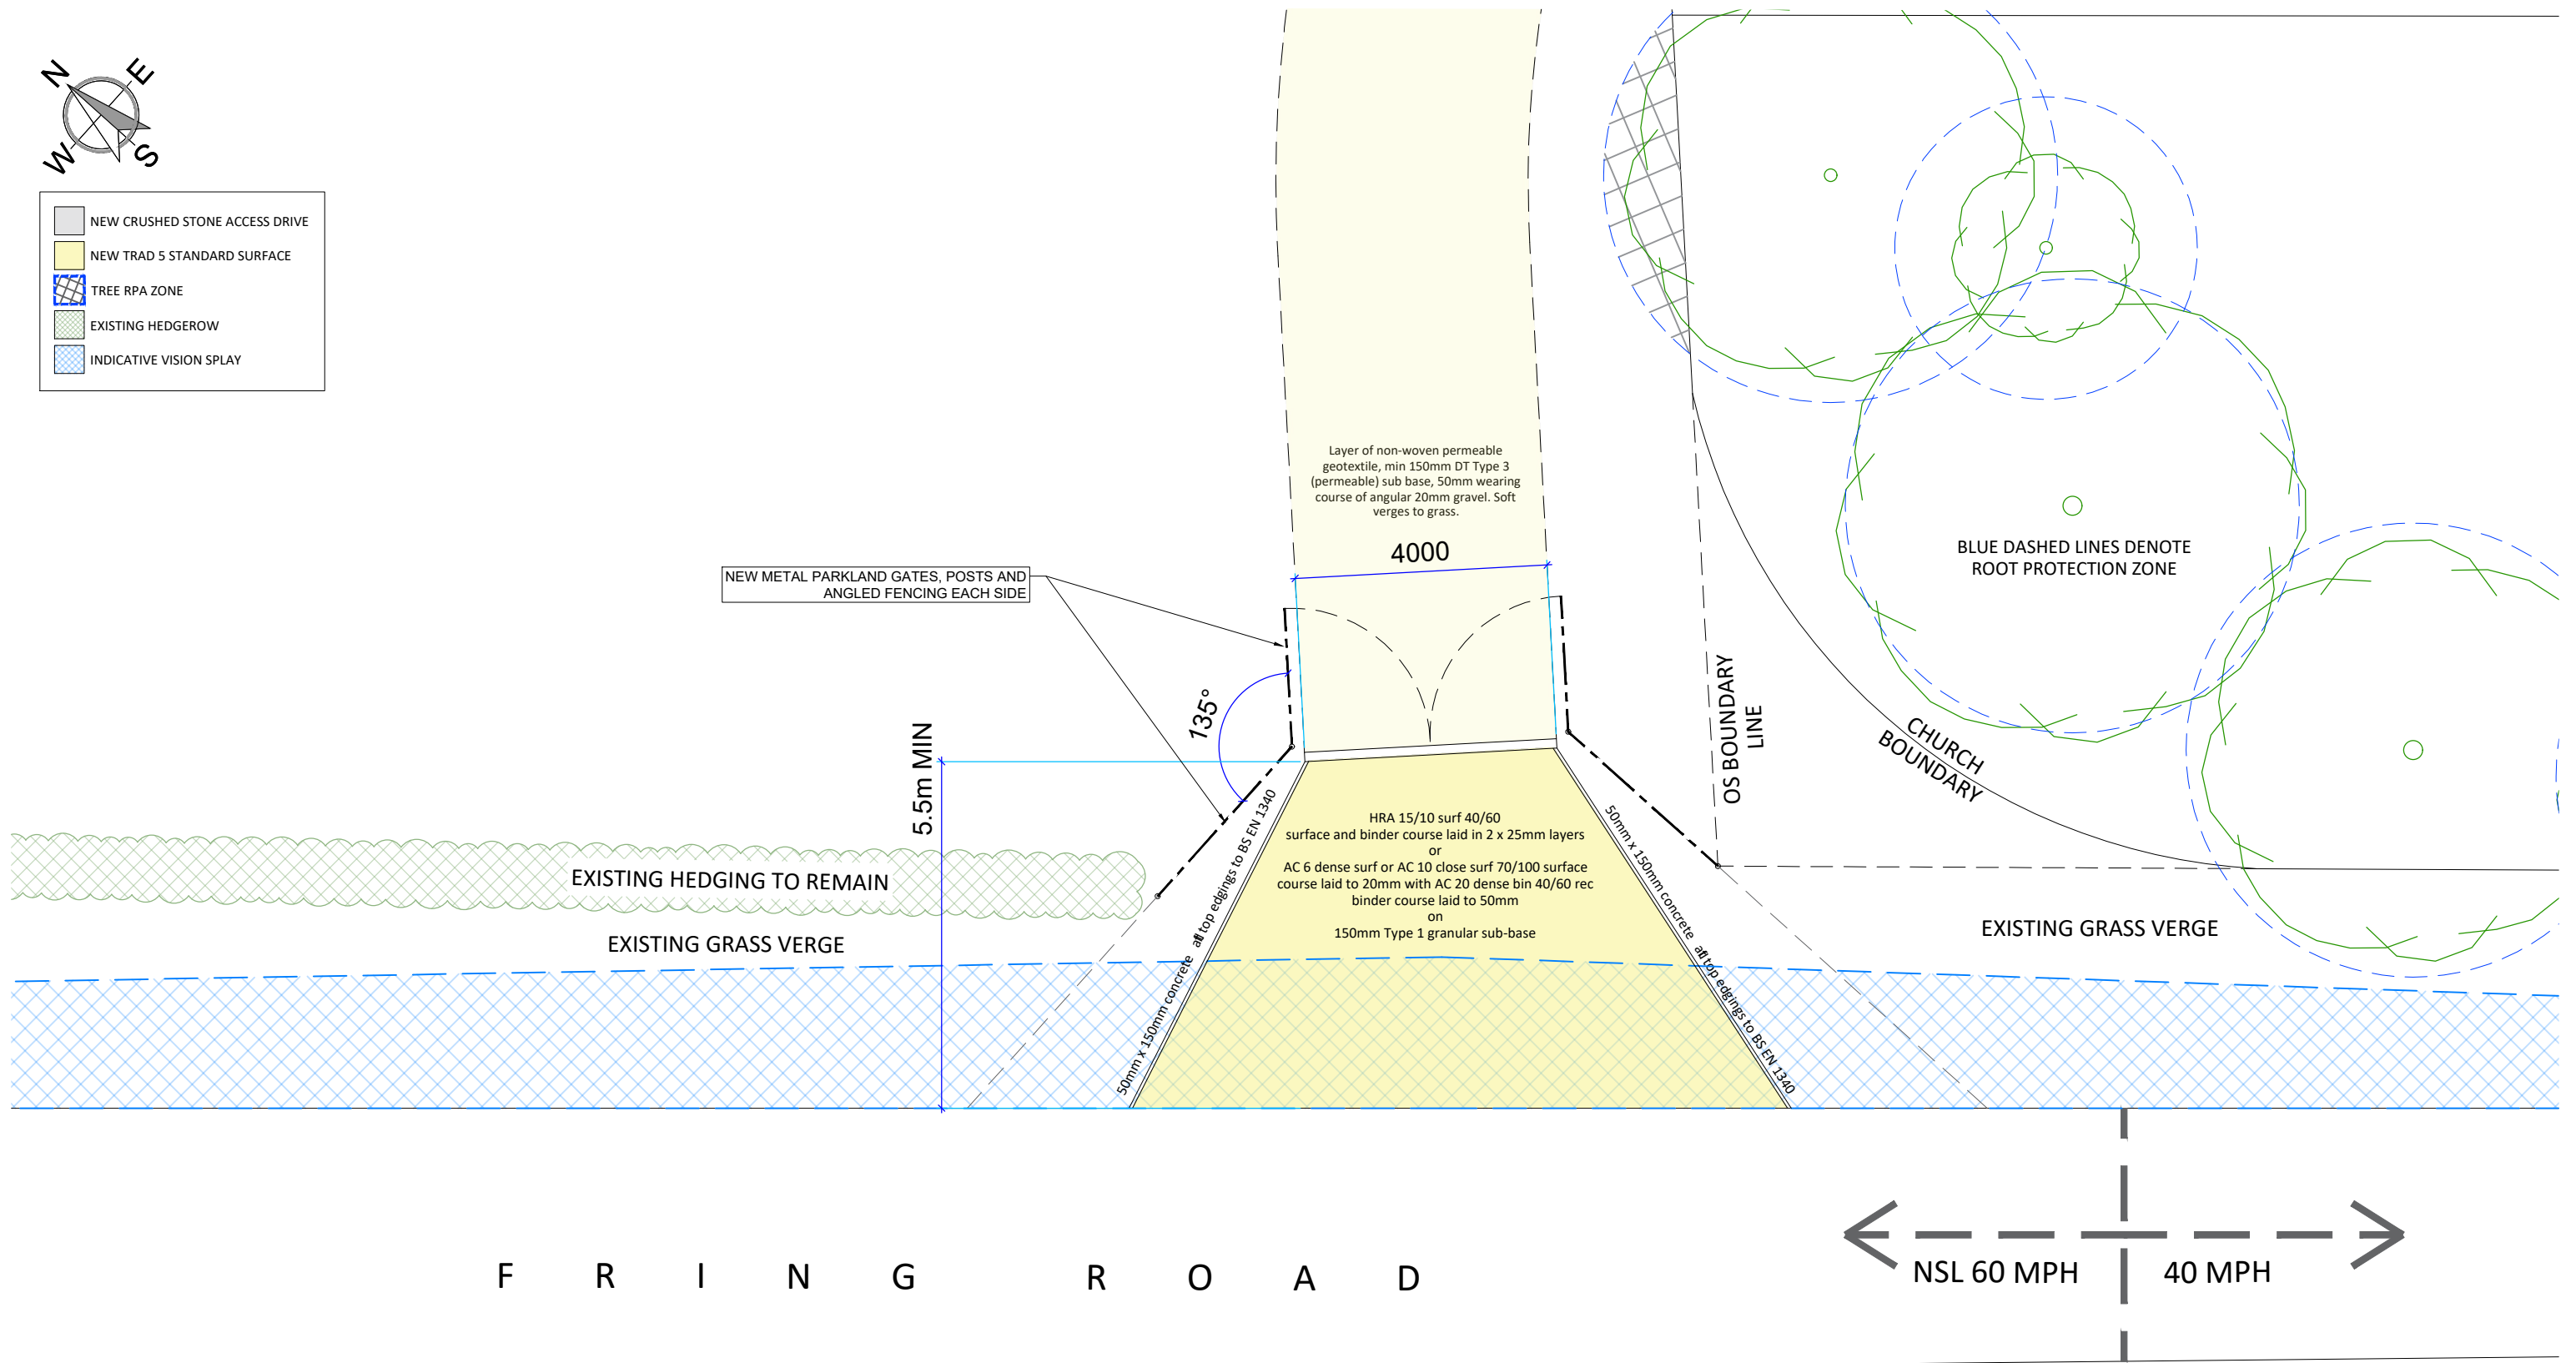 N
E
W
S
NEW CRUSHED STONE ACCESS DRIVE
NEW TRAD 5 STANDARD SURFACE
TREE RPA ZONE
EXISTING HEDGEROW
INDICATIVE VISION SPLAY
Layer of non-woven permeable
geotextile, min 150mm DT Type 3
(permeable) sub base, 50mm wearing
course of angular 20mm gravel. Soft
verges to grass.
4000
NEW METAL PARKLAND GATES, POSTS AND
ANGLED FENCING EACH SIDE
135°
5.5m MIN
BLUE DASHED LINES DENOTE
ROOT PROTECTION ZONE
OS BOUNDARY
LINE
CHURCH
BOUNDARY
HRA 15/10 surf 40/60
surface and binder course laid in 2 x 25mm layers
or
AC 6 dense surf or AC 10 close surf 70/100 surface
course laid to 20mm with AC 20 dense bin 40/60 rec
binder course laid to 50mm
on
150mm Type 1 granular sub-base
50mm x 150mm concrete top edgings to BS EN 1340
50mm x 150mm concrete top edgings to BS EN 1340
EXISTING HEDGING TO REMAIN
EXISTING GRASS VERGE
EXISTING GRASS VERGE
FRING ROAD
NSL 60 MPH
40 MPH